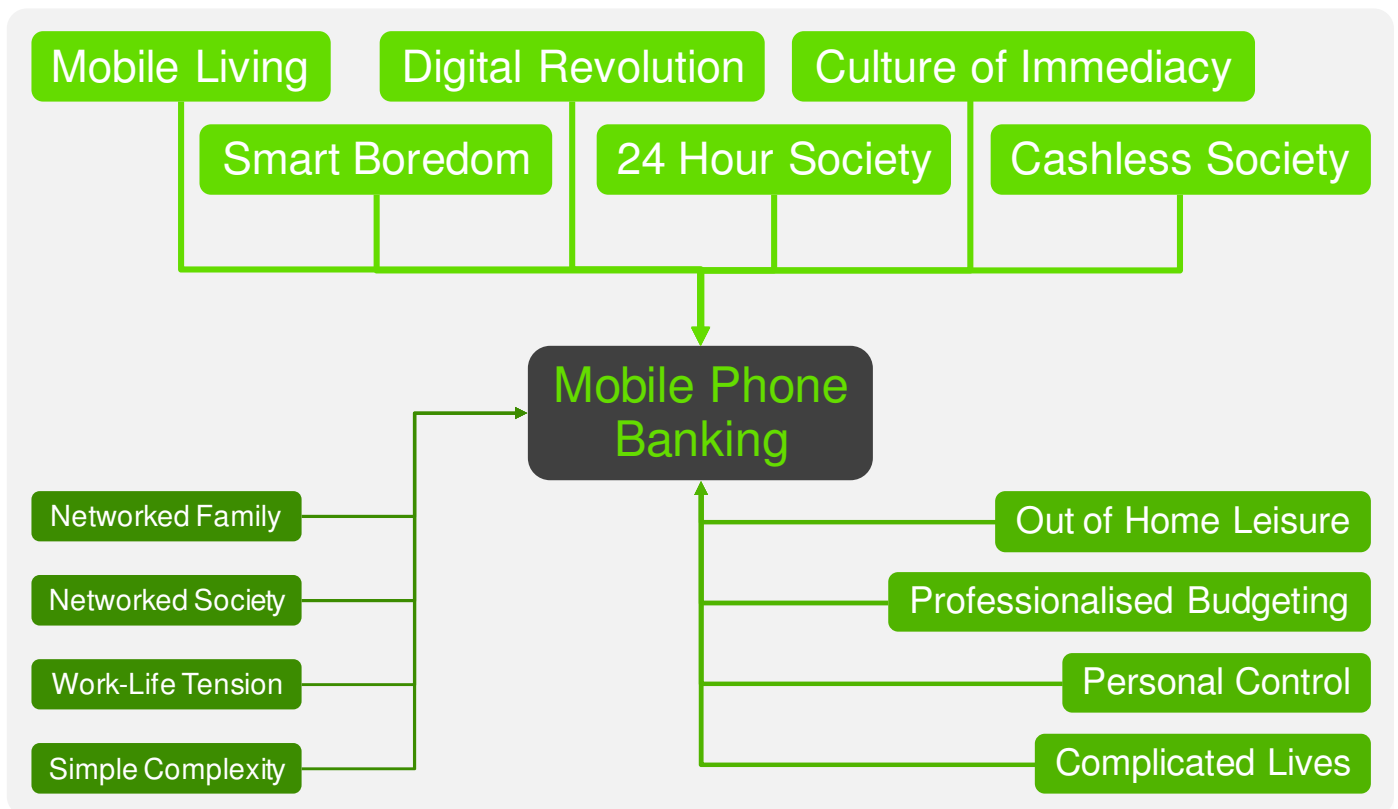 Mobile Living
Digital Revolution
Culture of Immediacy
Smart Boredom
24 Hour Society
Cashless Society
Mobile Phone
Banking
Networked Family
Networked Society
Work-Life Tension
Simple Complexity
Out of Home Leisure
Professionalised Budgeting
Personal Control
Complicated Lives